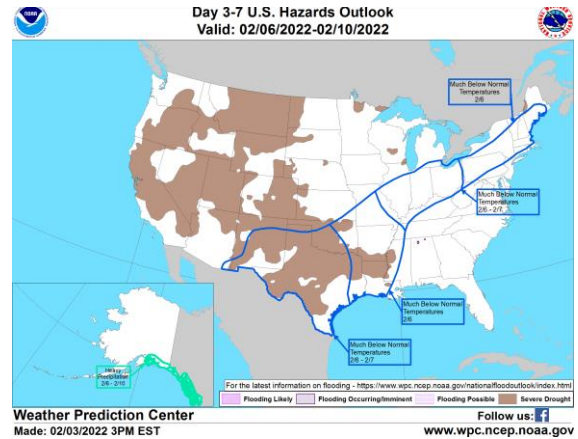 Day 3-7 U.S. Hazards Outlook
Valid: 02/06/2022-02/10/2022
Much Below Normal
Temperatures
2/6
Much Below Normal
Temperatures
2/6 - 2/7
Much Below Normal
Temperatures
2/6
Much Below Normal
Temperatures
2/6 - 2/7
Heavy
Precipitation
2/6 - 2/10
For the latest information on flooding - https://www.wpc.ncep.noaa.gov/nationalfloodoutlook/index.html
Flooding Likely Flooding Occurring/Imminent Flooding Possible Severe Drought
Weather Prediction Center Follow us:
Made: 02/03/2022 3PM EST www.wpc.ncep.noaa.gov